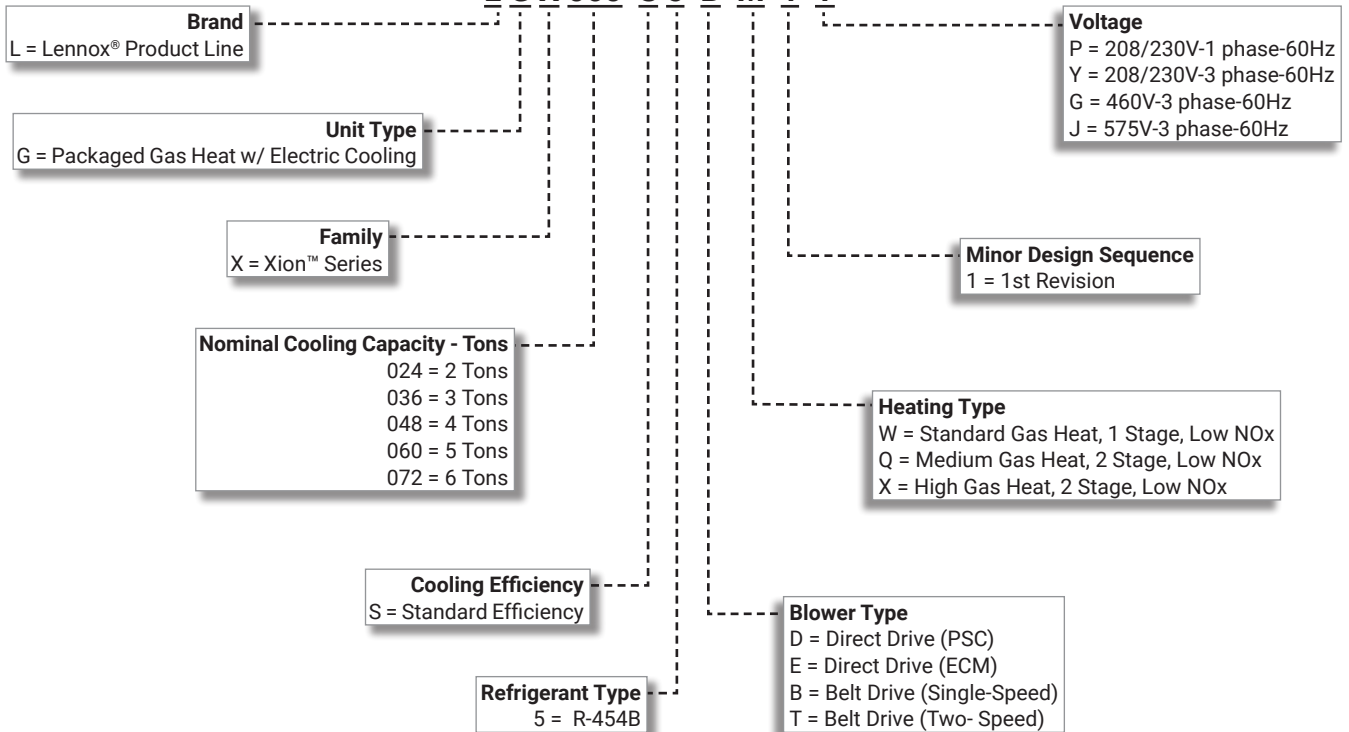 Brand
L = Lennox® Product Line
Voltage
P = 208/230V-1 phase-60Hz
Y = 208/230V-3 phase-60Hz
G = 460V-3 phase-60Hz
J = 575V-3 phase-60Hz
Unit Type
G = Packaged Gas Heat w/ Electric Cooling
Family
X = Xion™ Series
Minor Design Sequence
1 = 1st Revision
Nominal Cooling Capacity - Tons
024 = 2 Tons
036 = 3 Tons
048 = 4 Tons
060 = 5 Tons
072 = 6 Tons
Heating Type
W = Standard Gas Heat, 1 Stage, Low NOx
Q = Medium Gas Heat, 2 Stage, Low NOx
X = High Gas Heat, 2 Stage, Low NOx
Cooling Efficiency
S = Standard Efficiency
Blower Type
D = Direct Drive (PSC)
E = Direct Drive (ECM)
B = Belt Drive (Single-Speed)
T = Belt Drive (Two- Speed)
Refrigerant Type
5 = R-454B